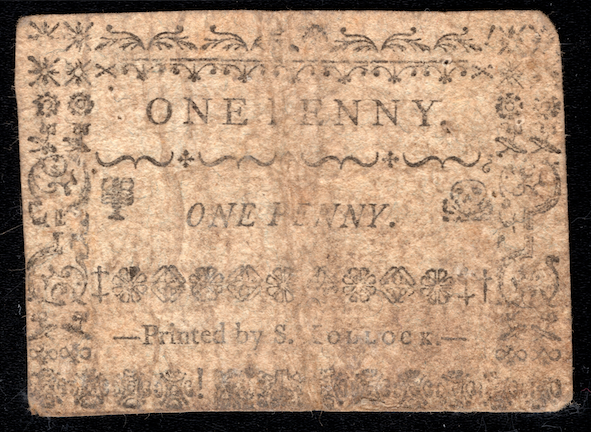 ONE PENNY.
ONE PENNY.
—Printed by S. KOLLOCK.—